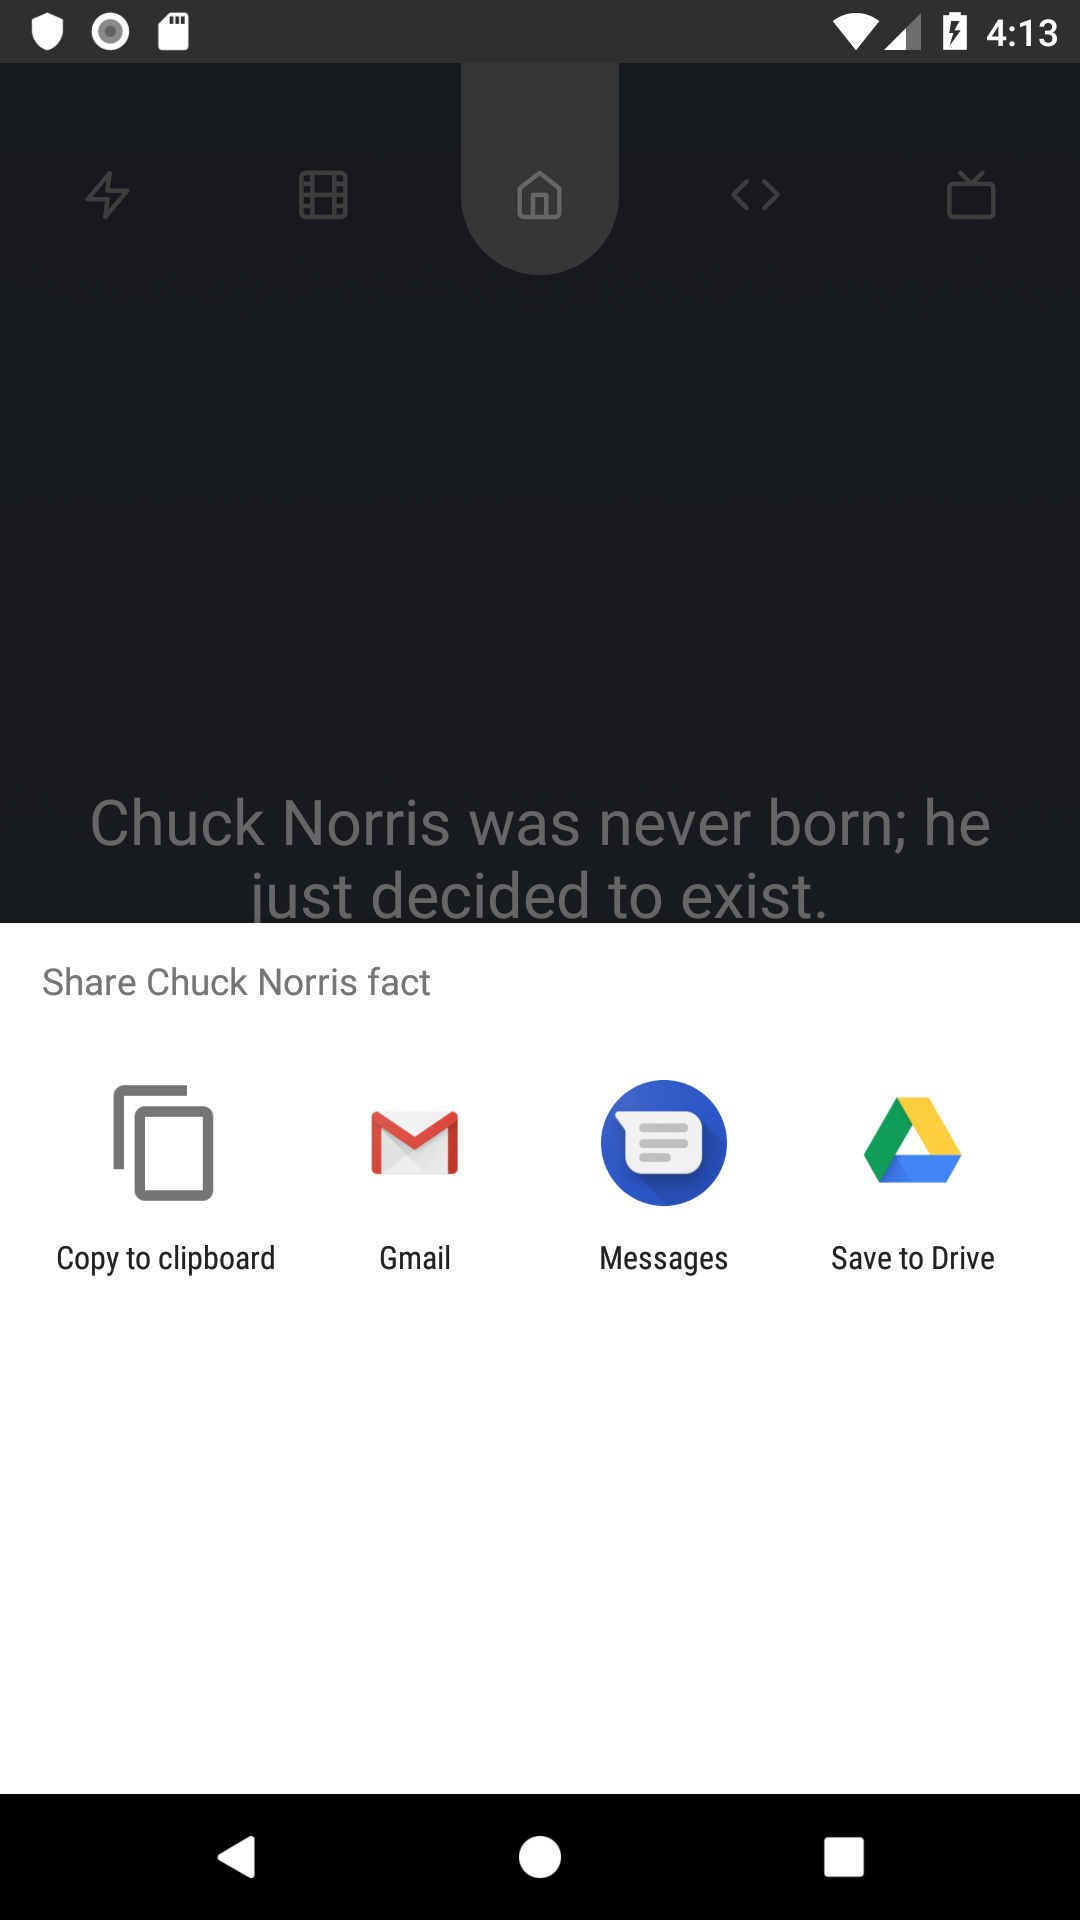 4:13
Chuck Norris was never born; he
just decided to exist.
Share Chuck Norris fact
Copy to clipboard
Gmail
Messages
Save to Drive